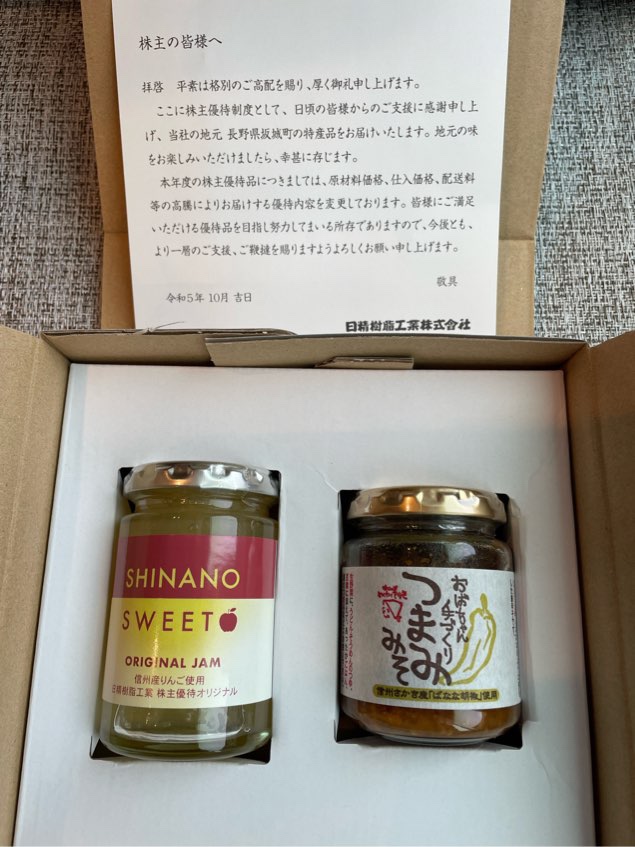 株主の皆様へ
拝啓 平素は格別のご高配を賜り、厚く御礼申し上げます。
ここに株主優待制度として、日頃の皆様からのご支援に感謝申し上
げ、当社の地元 長野県坂城町の特産品をお届けいたします。地元の味
をお楽しみいただけましたら、幸甚に存じます。
本年度の株主優待品につきましては、原材料価格、仕入価格、配送料
等の高騰によりお届けする優待内容を変更しております。皆様にご満足
いただける優待品を目指し努力してまいる所存でありますので、今後とも、
より一層のご支援、ご鞭撻を賜りますようよろしくお願い申し上げます。
敬具
令和5年 10月 吉日
日精樹脂工業株式会社
SHINANO
SWEET
ORIGINAL JAM
信州産りんご使用
日精樹脂工業 株主優待オリジナル
おばちゃん
手づくり
つまみ
みそ
信州さかき産「ばなな胡椒」使用